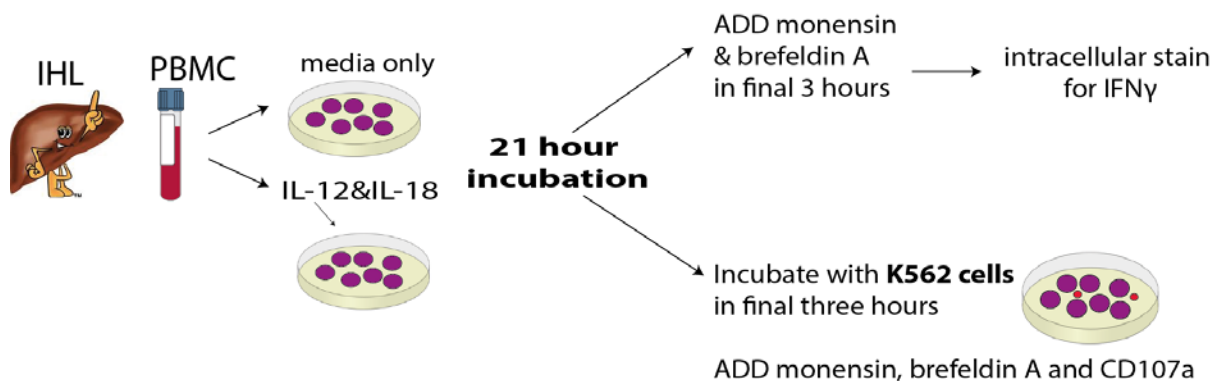 IHL
PBMC
media only
IL-12&IL-18
21 hour
incubation
ADD monensin
& brefeldin A
in final 3 hours
intracellular stain
for IFNγ
Incubate with K562 cells
in final three hours
ADD monensin, brefeldin A and CD107a
TM